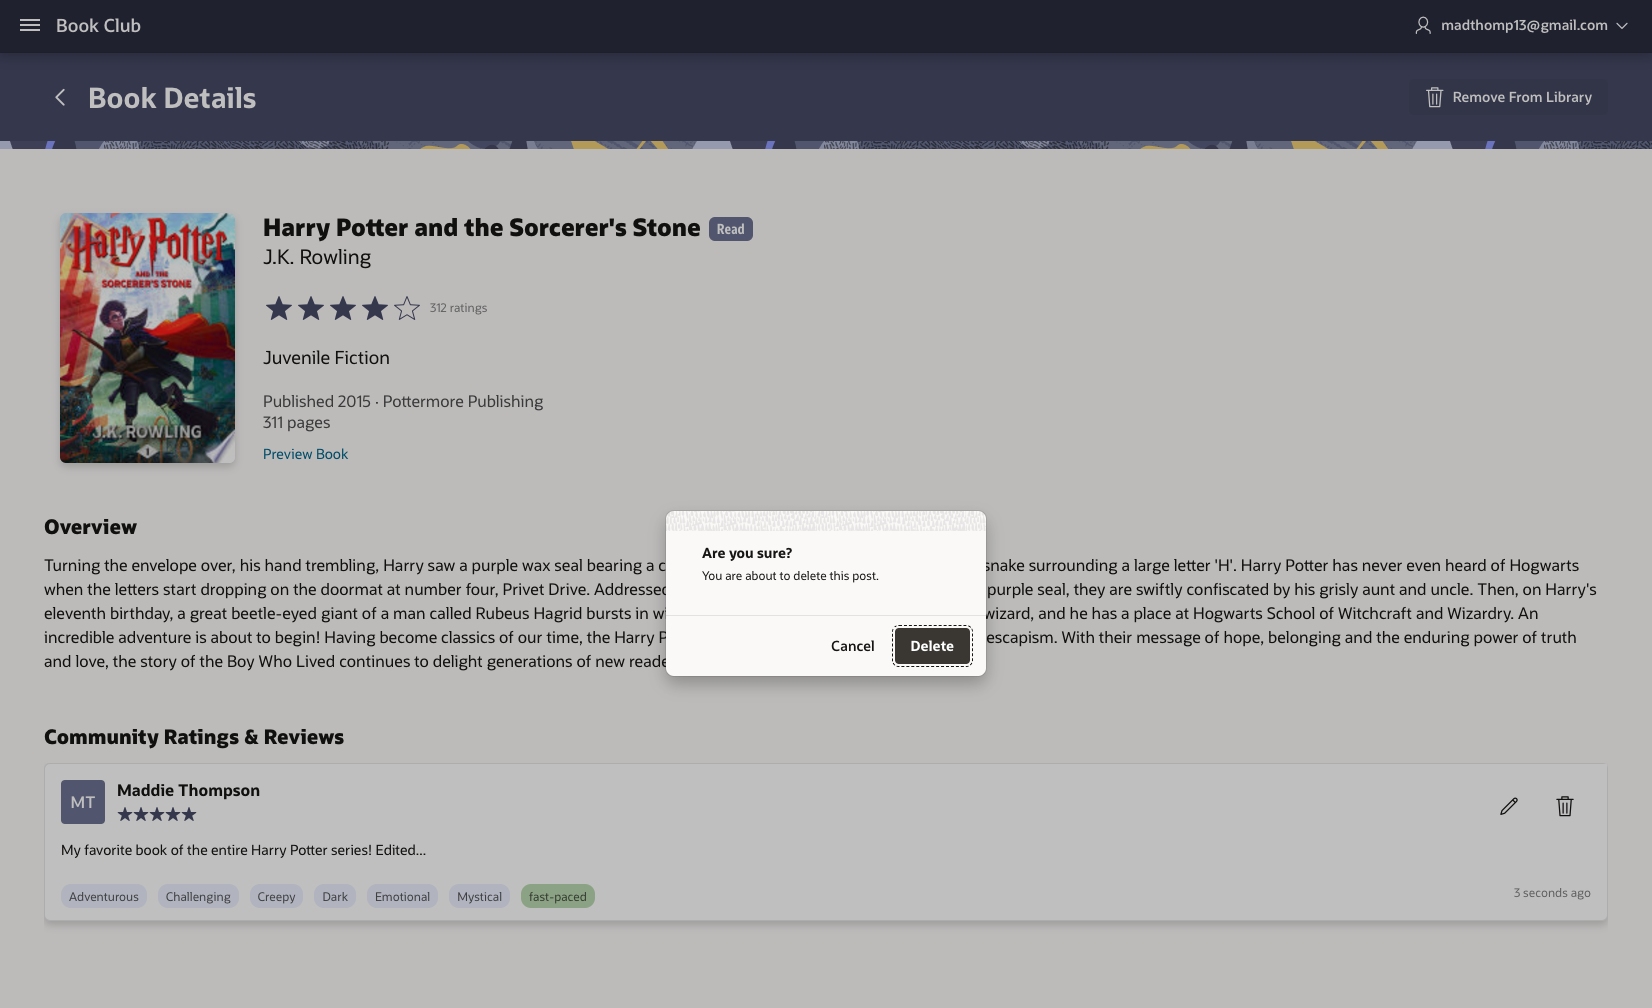 Book Club
madthomp13@gmail.com
Book Details
Remove From Library
Harry Potter
AND THE
SORCERER'S STONE
J.K. ROWLING
1
Harry Potter and the Sorcerer's Stone Read
J.K. Rowling
312 ratings
Juvenile Fiction
Published 2015 · Pottermore Publishing
311 pages
Preview Book
Overview
Turning the envelope over, his hand trembling, Harry saw a purple wax seal bearing a c
snake surrounding a large letter 'H'. Harry Potter has never even heard of Hogwarts
when the letters start dropping on the doormat at number four, Privet Drive. Addressed
purple seal, they are swiftly confiscated by his grisly aunt and uncle. Then, on Harry's
eleventh birthday, a great beetle-eyed giant of a man called Rubeus Hagrid bursts in wi
wizard, and he has a place at Hogwarts School of Witchcraft and Wizardry. An
incredible adventure is about to begin! Having become classics of our time, the Harry P
escapism. With their message of hope, belonging and the enduring power of truth
and love, the story of the Boy Who Lived continues to delight generations of new reade
Are you sure?
You are about to delete this post.
Cancel Delete
Community Ratings & Reviews
MT
Maddie Thompson
My favorite book of the entire Harry Potter series! Edited...
Adventurous Challenging Creepy Dark Emotional Mystical fast-paced
3 seconds ago